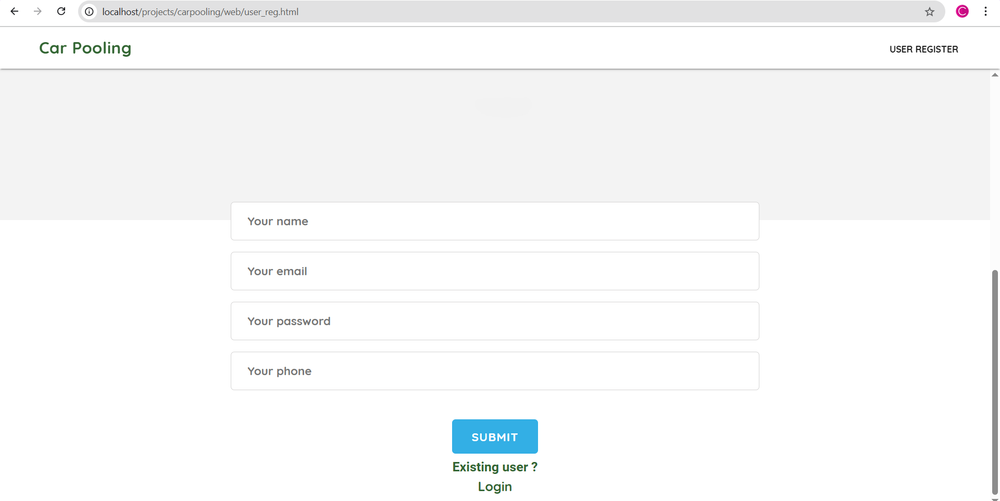 localhost/projects/carpooling/web/user_reg.html
C
Car Pooling
USER REGISTER
Your name
Your email
Your password
Your phone
SUBMIT
Existing user ?
Login